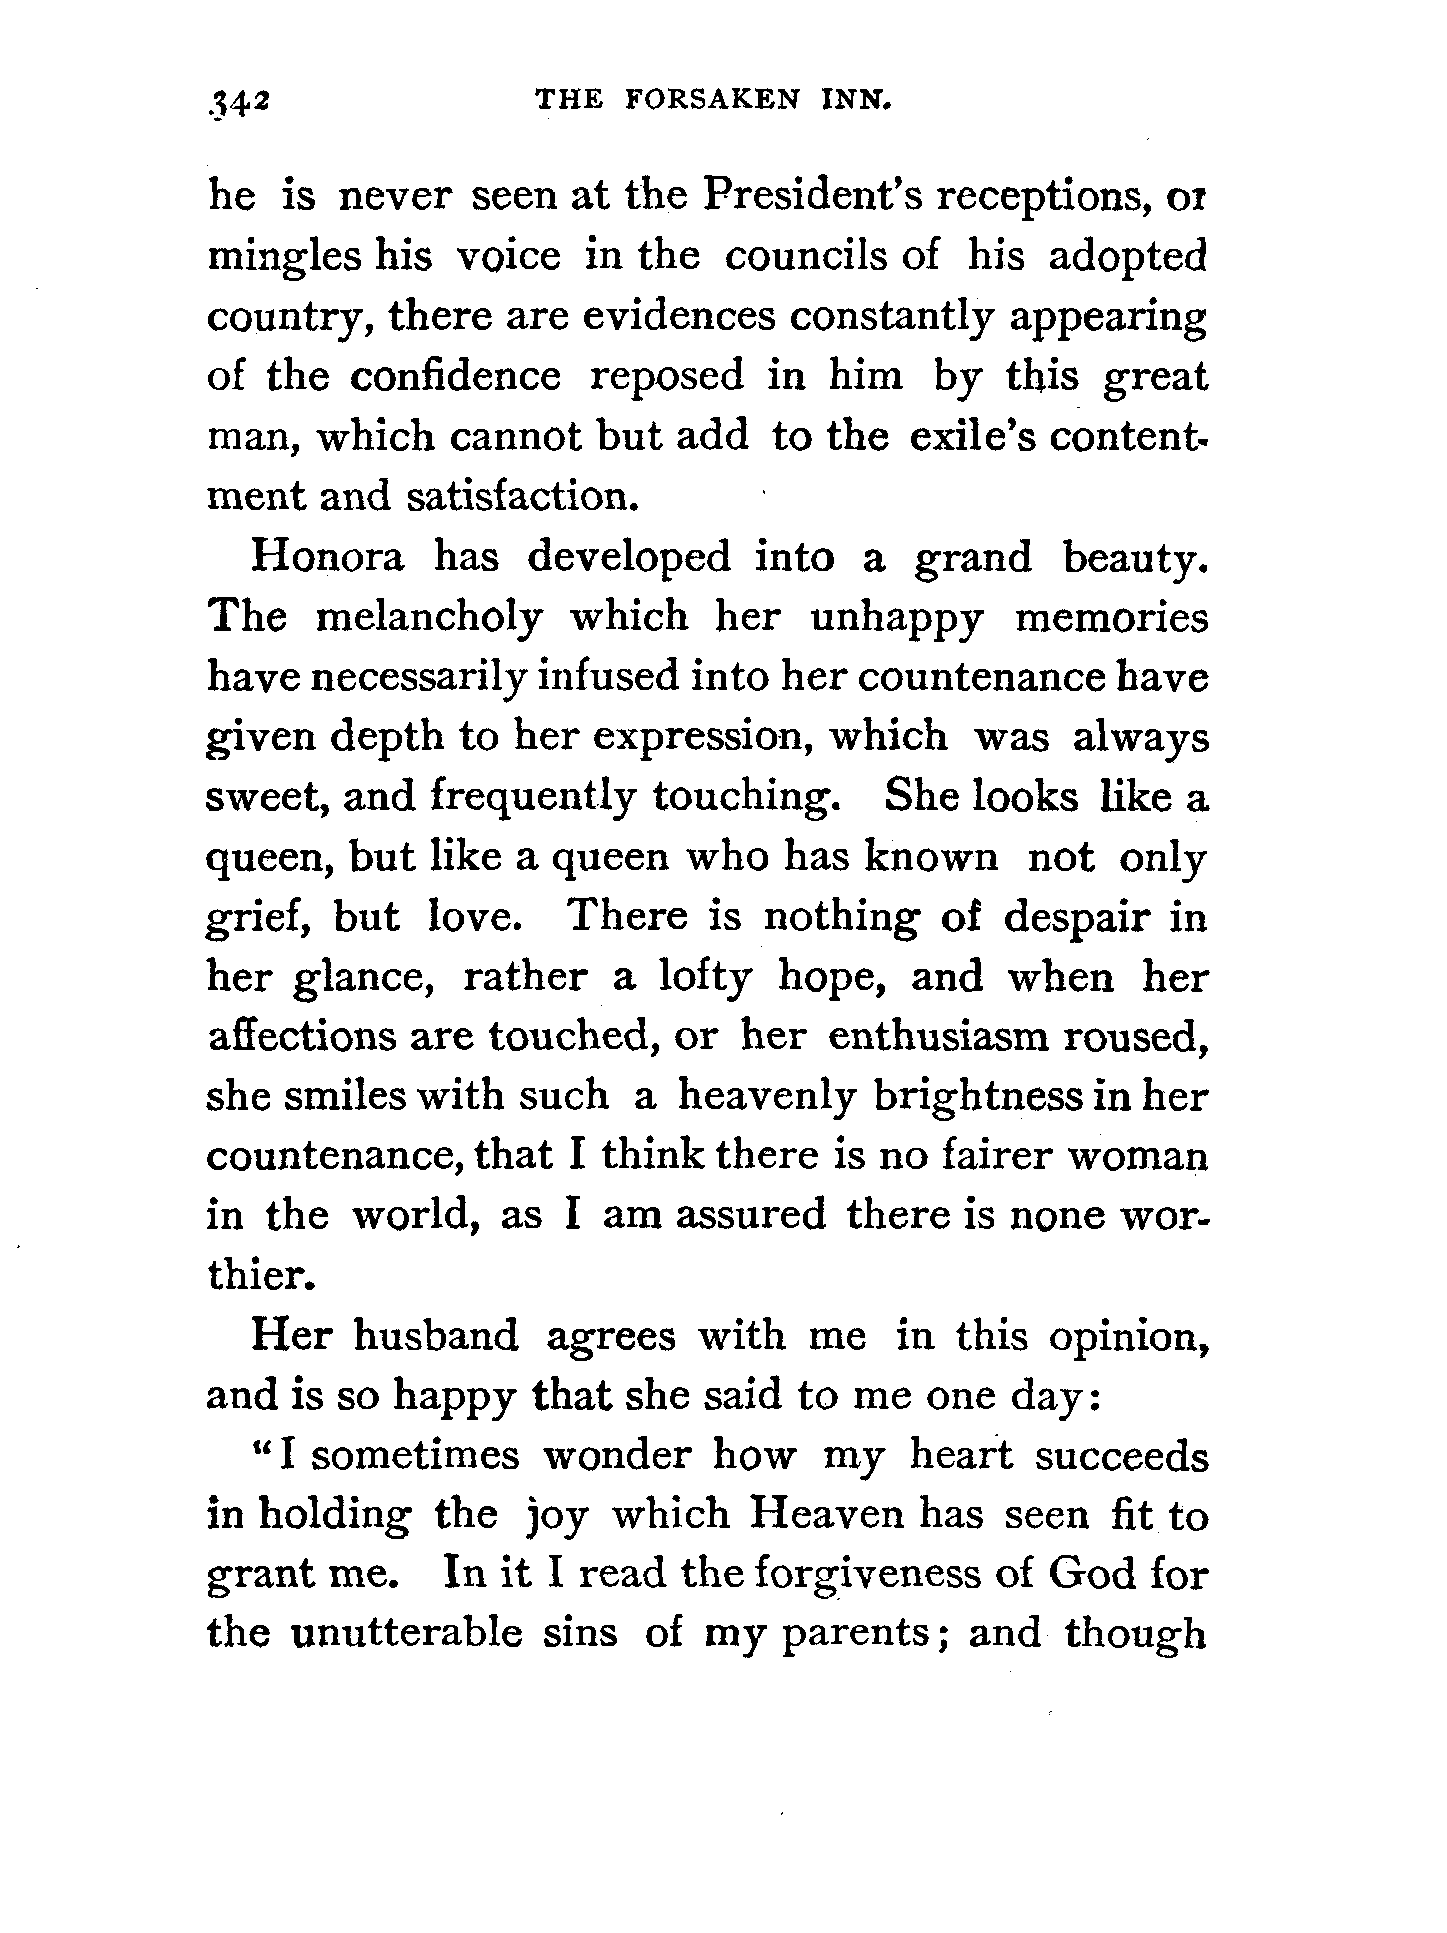 342 THE FORSAKEN INN.
he is never seen at the President's receptions, or
mingles his voice in the councils of his adopted
country, there are evidences constantly appearing
of the confidence reposed in him by this great
man, which cannot but add to the exile's content-
ment and satisfaction.
Honora has developed into a grand beauty.
The melancholy which her unhappy memories
have necessarily infused into her countenance have
given depth to her expression, which was always
sweet, and frequently touching. She looks like a
queen, but like a queen who has known not only
grief, but love. There is nothing of despair in
her glance, rather a lofty hope, and when her
affections are touched, or her enthusiasm roused,
she smiles with such a heavenly brightness in her
countenance, that I think there is no fairer woman
in the world, as I am assured there is none wor-
thier.
Her husband agrees with me in this opinion,
and is so happy that she said to me one day:
"I sometimes wonder how my heart succeeds
in holding the joy which Heaven has seen fit to
grant me. In it I read the forgiveness of God for
the unutterable sins of my parents; and though